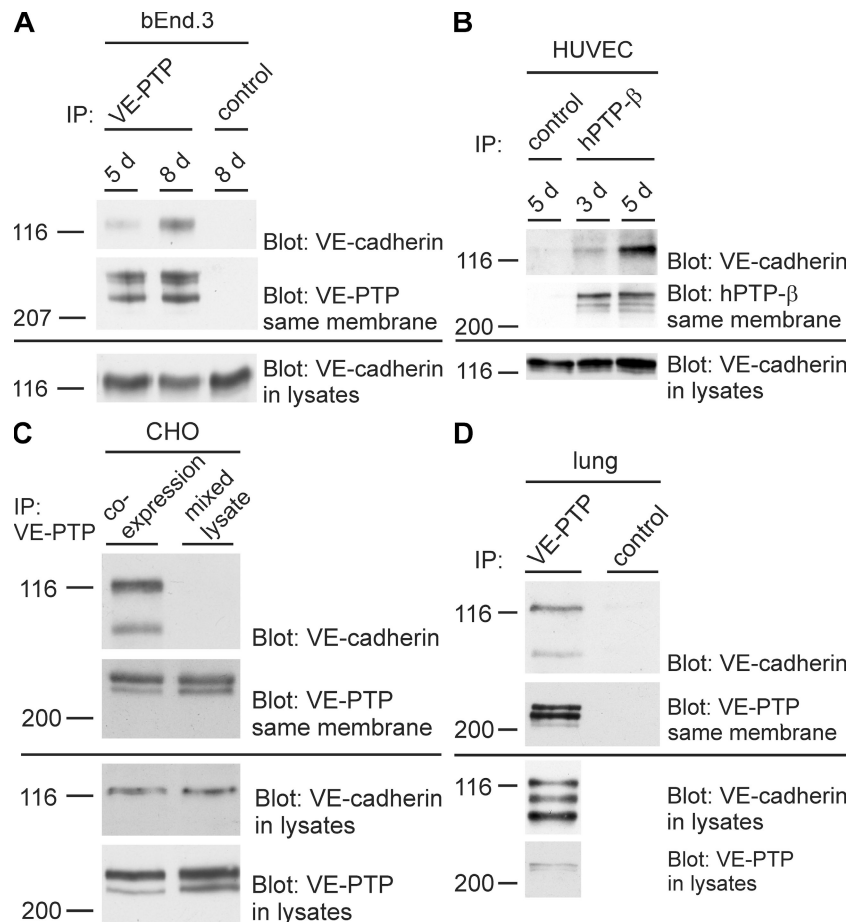 A
bEnd.3
IP:
VE-PTP
control
5 d
8 d
8 d
116
Blot: VE-cadherin
207
Blot: VE-PTP
same membrane
116
Blot: VE-cadherin
in lysates
B
HUVEC
IP:
control
hPTP-β
5 d
3 d
5 d
116
Blot: VE-cadherin
200
Blot: hPTP-β
same membrane
116
Blot: VE-cadherin
in lysates
C
CHO
IP:
VE-PTP
co-
expression
mixed
lysate
116
Blot: VE-cadherin
200
Blot: VE-PTP
same membrane
116
Blot: VE-cadherin
in lysates
200
Blot: VE-PTP
in lysates
D
lung
IP:
VE-PTP
control
116
Blot: VE-cadherin
200
Blot: VE-PTP
same membrane
116
Blot: VE-cadherin
in lysates
200
Blot: VE-PTP
in lysates